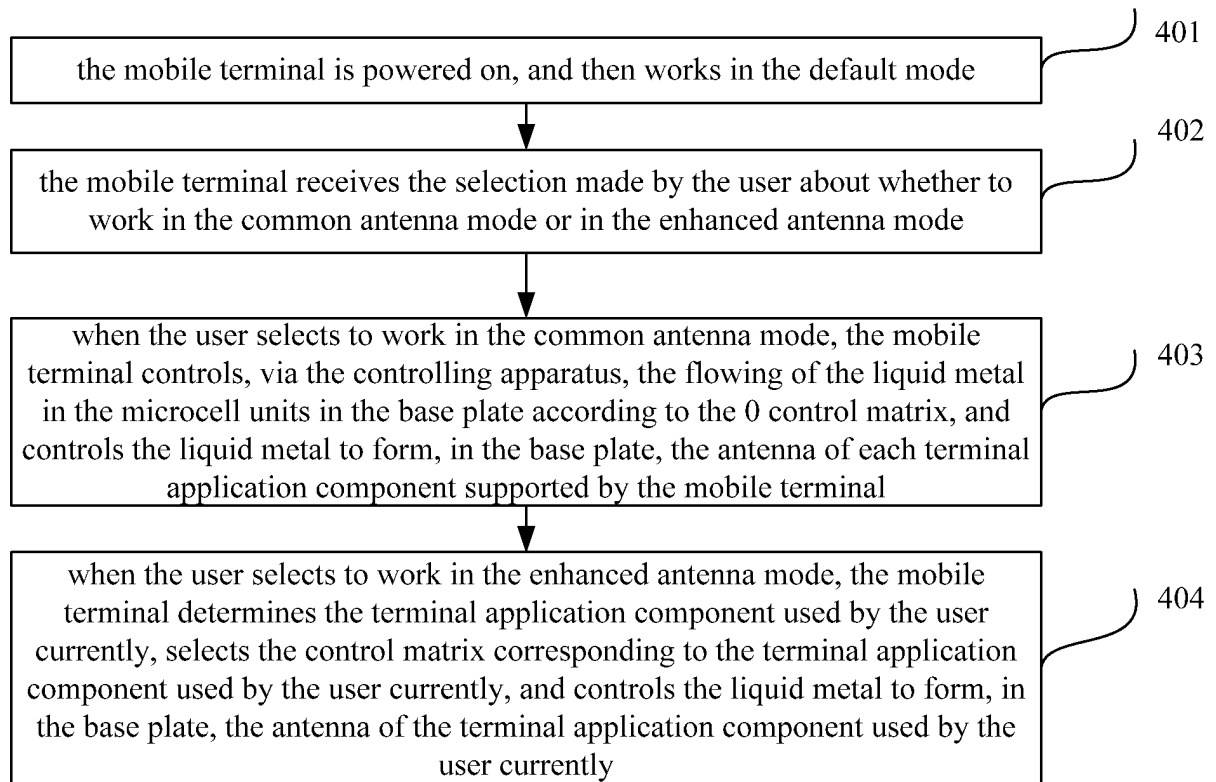 401
the mobile terminal is powered on, and then works in the default mode
402
the mobile terminal receives the selection made by the user about whether to
work in the common antenna mode or in the enhanced antenna mode
403
when the user selects to work in the common antenna mode, the mobile
terminal controls, via the controlling apparatus, the flowing of the liquid metal
in the microcell units in the base plate according to the 0 control matrix, and
controls the liquid metal to form, in the base plate, the antenna of each terminal
application component supported by the mobile terminal
404
when the user selects to work in the enhanced antenna mode, the mobile
terminal determines the terminal application component used by the user
currently, selects the control matrix corresponding to the terminal application
component used by the user currently, and controls the liquid metal to form, in
the base plate, the antenna of the terminal application component used by the
user currently